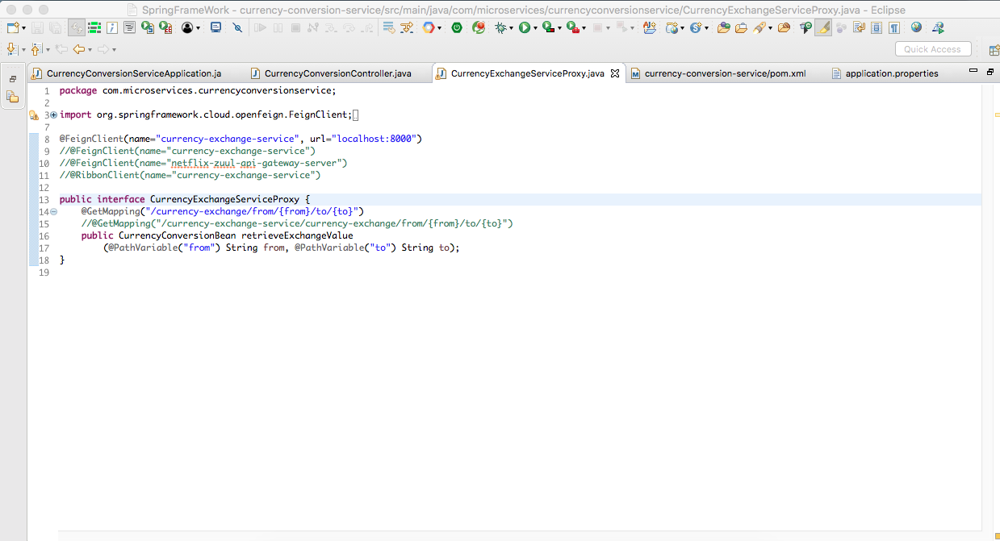 SpringFrameWork - currency-conversion-service/src/main/java/com/microservices/currencyconversionservice/CurrencyExchangeServiceProxy.java - Eclipse
Quick Access
CurrencyConversionServiceApplication.ja
CurrencyConversionController.java
CurrencyExchangeServiceProxy.java
currency-conversion-service/pom.xml
application.properties
1 package com.microservices.currencyconversionservice;
2
3 import org.springframework.cloud.openfeign.FeignClient;
7
8 @FeignClient(name="currency-exchange-service", url="localhost:8000")
9 //@FeignClient(name="currency-exchange-service")
10 //@FeignClient(name="netflix-zuul-api-gateway-server")
11 //@RibbonClient(name="currency-exchange-service")
12
13 public interface CurrencyExchangeServiceProxy {
14 @GetMapping("/currency-exchange/from/{from}/to/{to}")
15 //@GetMapping("/currency-exchange-service/currency-exchange/from/{from}/to/{to}")
16 public CurrencyConversionBean retrieveExchangeValue
17 (@PathVariable("from") String from, @PathVariable("to") String to);
18 }
19